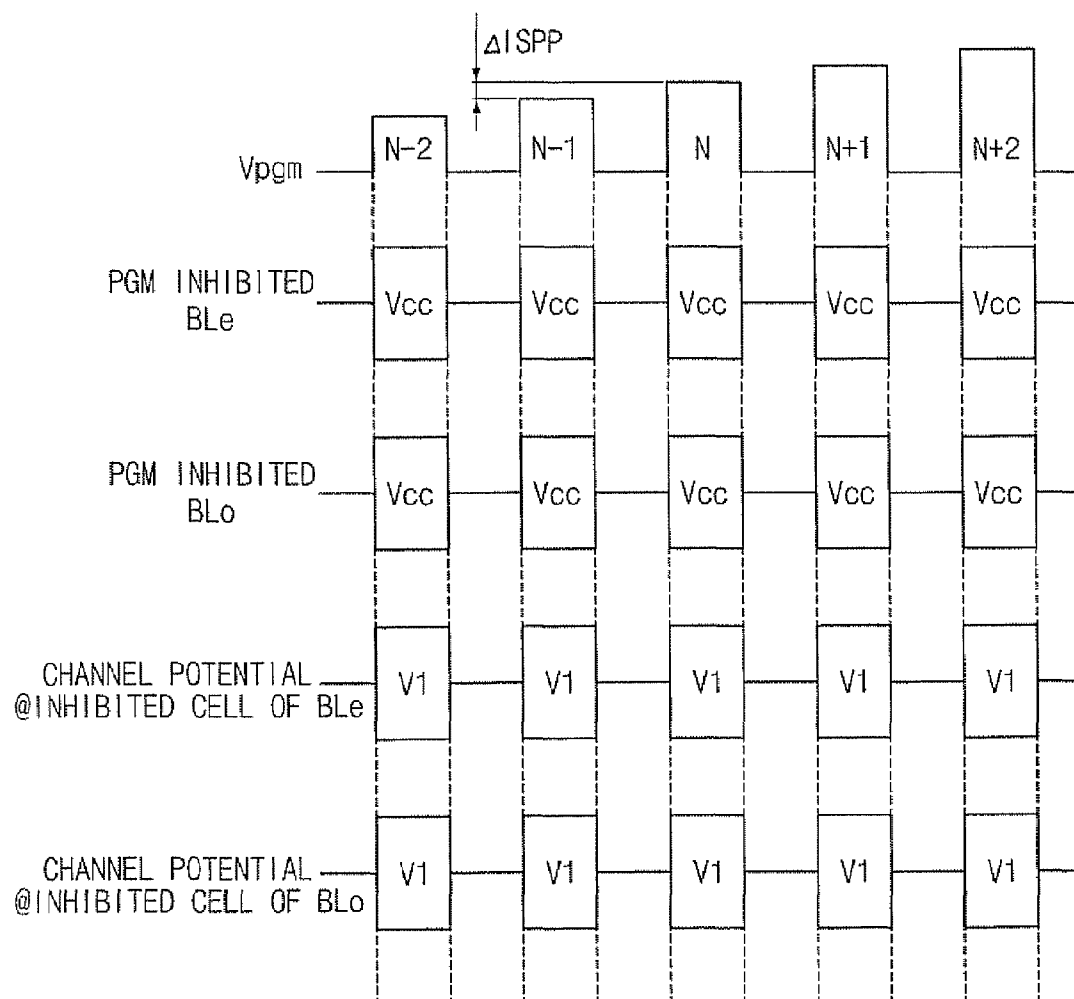 ΔISPP
Vpgm N-2 N-1 N N+1 N+2
PGM INHIBITED
BLe
Vcc Vcc Vcc Vcc Vcc
PGM INHIBITED
BLo
Vcc Vcc Vcc Vcc Vcc
CHANNEL POTENTIAL
@INHIBITED CELL OF BLe
V1 V1 V1 V1 V1
CHANNEL POTENTIAL
@INHIBITED CELL OF BLo
V1 V1 V1 V1 V1